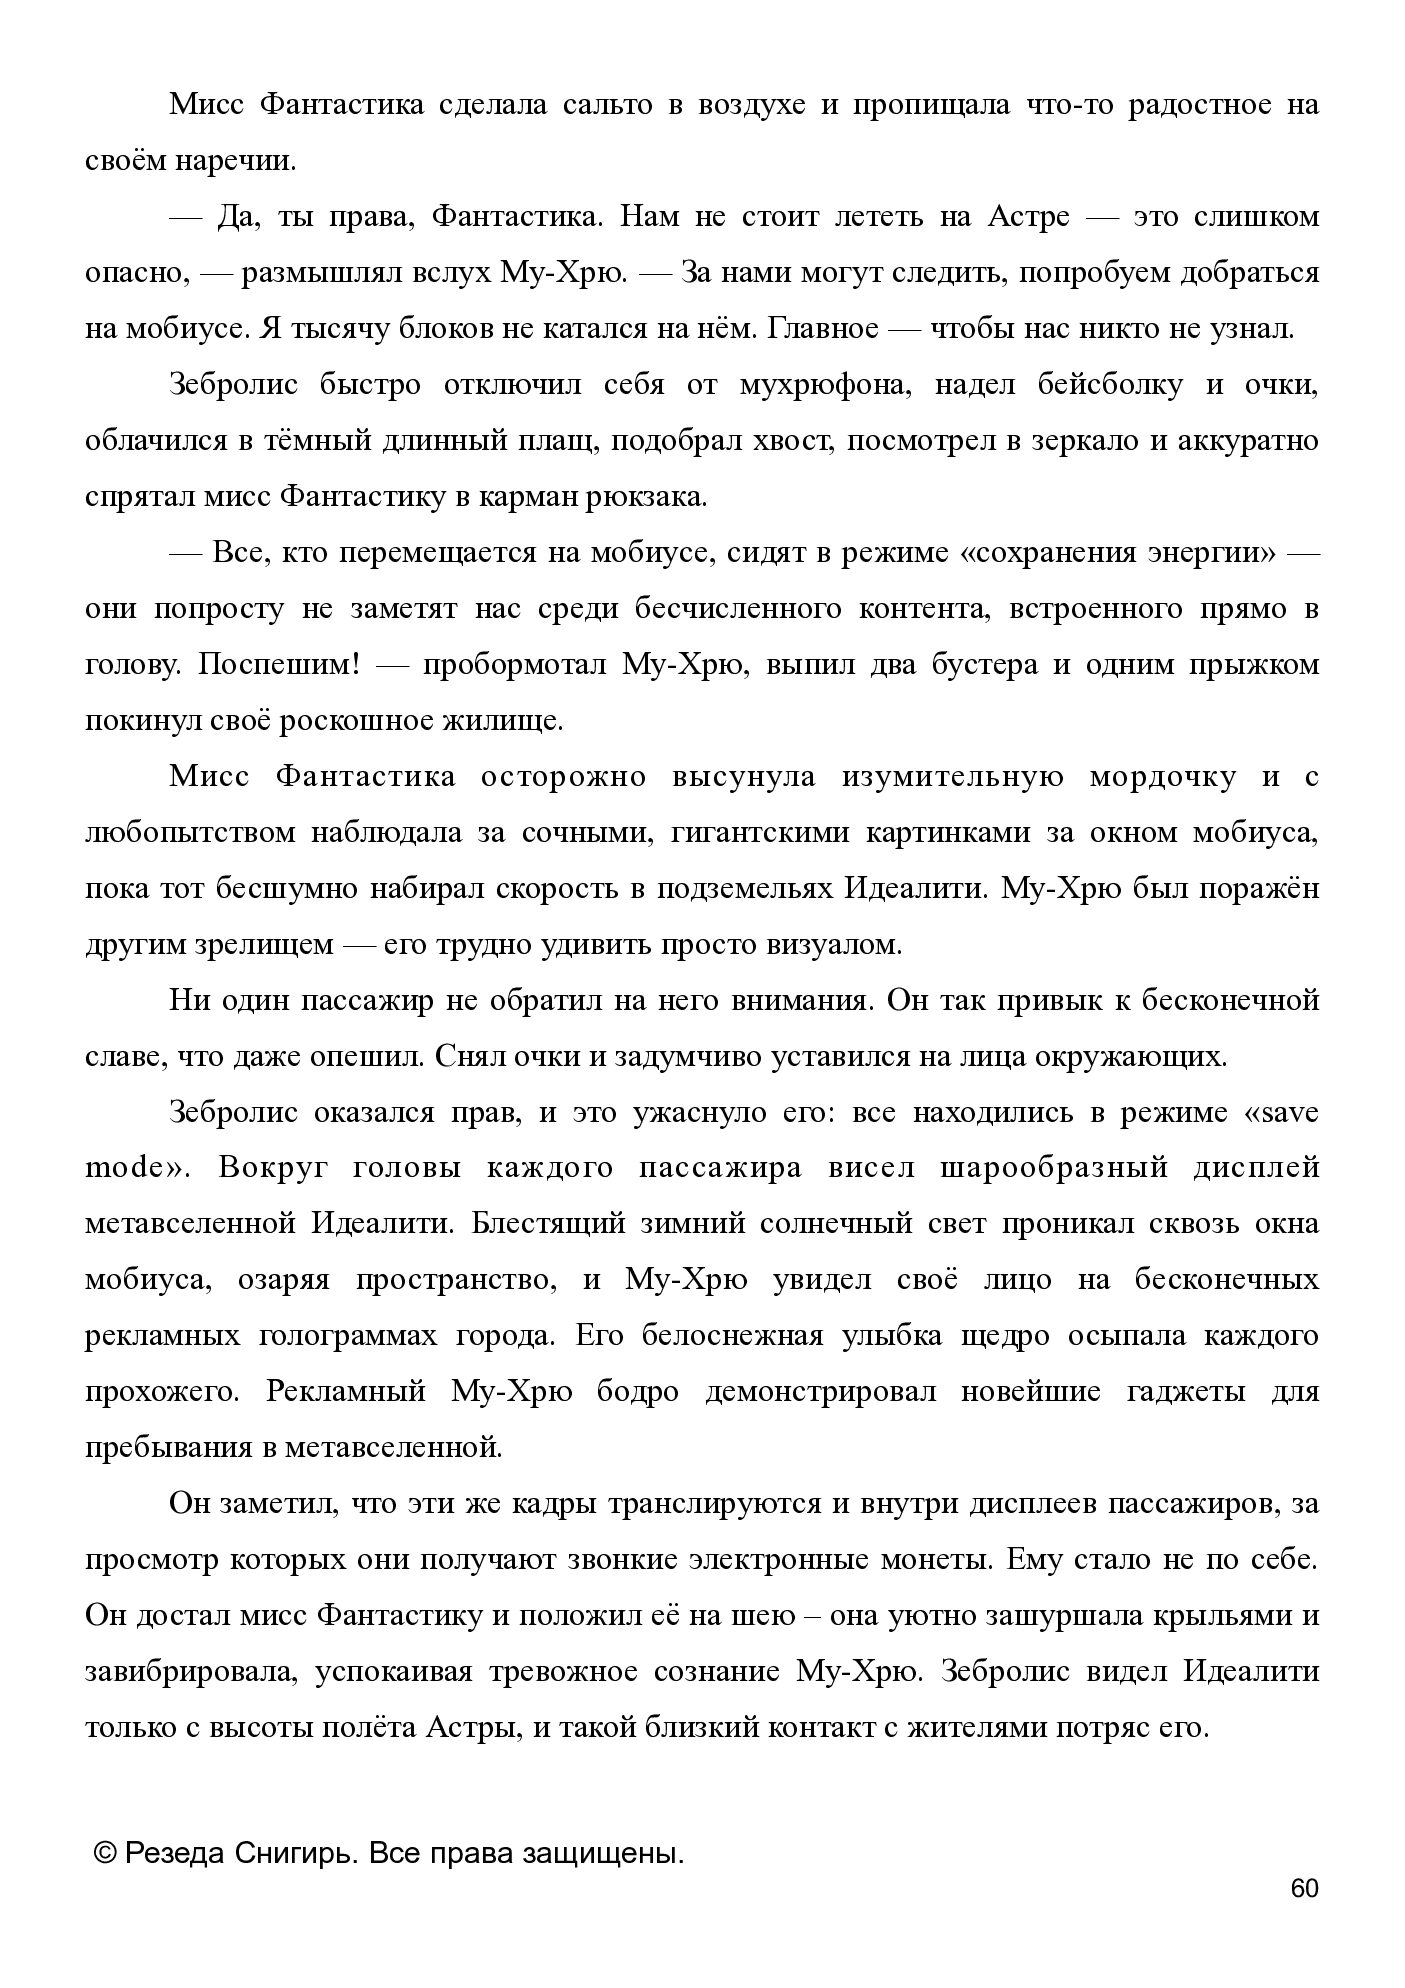 Мисс Фантастика сделала сальто в воздухе и пропищала что-то радостное на
своём наречии.
— Да, ты права, Фантастика. Нам не стоит лететь на Астре — это слишком
опасно, — размышлял вслух Му-Хрю. — За нами могут следить, попробуем добраться
на мобиусе. Я тысячу блоков не катался на нём. Главное — чтобы нас никто не узнал.
Зебролис быстро отключил себя от мухрюфона, надел бейсболку и очки,
облачился в тёмный длинный плащ, подобрал хвост, посмотрел в зеркало и аккуратно
спрятал мисс Фантастику в карман рюкзака.
— Все, кто перемещается на мобиусе, сидят в режиме «сохранения энергии» —
они попросту не заметят нас среди бесчисленного контента, встроенного прямо в
голову. Поспешим! — пробормотал Му-Хрю, выпил два бустера и одним прыжком
покинул своё роскошное жилище.
Мисс Фантастика осторожно высунула изумительную мордочку и с
любопытством наблюдала за сочными, гигантскими картинками за окном мобиуса,
пока тот бесшумно набирал скорость в подземельях Идеалити. Му-Хрю был поражён
другим зрелищем — его трудно удивить просто визуалом.
Ни один пассажир не обратил на него внимания. Он так привык к бесконечной
славе, что даже опешил. Снял очки и задумчиво уставился на лица окружающих.
Зебролис оказался прав, и это ужаснуло его: все находились в режиме «save
mode». Вокруг головы каждого пассажира висел шарообразный дисплей
метавселенной Идеалити. Блестящий зимний солнечный свет проникал сквозь окна
мобиуса, озаряя пространство, и Му-Хрю увидел своё лицо на бесконечных
рекламных голограммах города. Его белоснежная улыбка щедро осыпала каждого
прохожего. Рекламный Му-Хрю бодро демонстрировал новейшие гаджеты для
пребывания в метавселенной.
Он заметил, что эти же кадры транслируются и внутри дисплеев пассажиров, за
просмотр которых они получают звонкие электронные монеты. Ему стало не по себе.
Он достал мисс Фантастику и положил её на шею – она уютно зашуршала крыльями и
завибрировала, успокаивая тревожное сознание Му-Хрю. Зебролис видел Идеалити
только с высоты полёта Астры, и такой близкий контакт с жителями потряс его.
© Резеда Снигирь. Все права защищены.
60